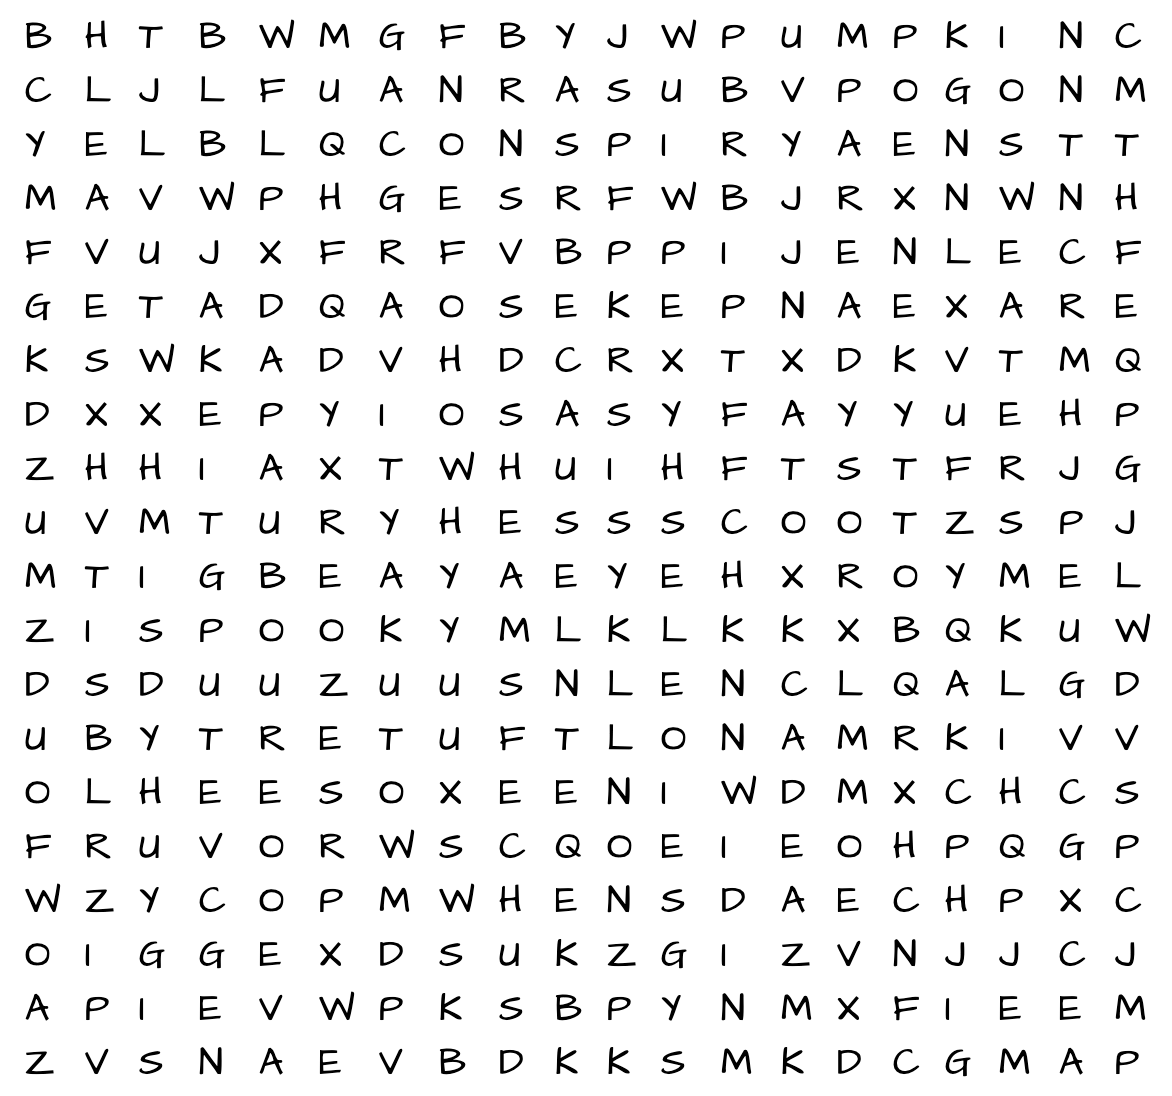 B H T B W M G F B Y J W P U M P K I N C
C L J L F U A N R A S U B V P O G O N M
Y E L B L Q C O N S P I R Y A E N S T T
M A V W P H G E S R F W B J R X N W N H
F V U J X F R F V B P P I J E N L E C F
G E T A D Q A O S E K E P N A E X A R E
K S W K A D V H D C R X T X D K V T M Q
D X X E P Y I O S A S Y F A Y Y U E H P
Z H H I A X T W H U I H F T S T F R J G
U V M T U R Y H E S S S C O O T Z S P J
M T I G B E A Y A E Y E H X R O Y M E L
Z I S P O O K Y M L K L K K X B Q K U W
D S D U U Z U U S N L E N C L Q A L G D
U B Y T R E T U F T L O N A M R K I V V
O L H E E S O X E E N I W D M X C H C S
F R U V O R W S C Q O E I E O H P Q G P
W Z Y C O P M W H E N S D A E C H P X C
O I G G E X D S U K Z G I Z V N J J C J
A P I E V W P K S B P Y N M X F I E E M
Z V S N A E V B D K K S M K D C G M A P